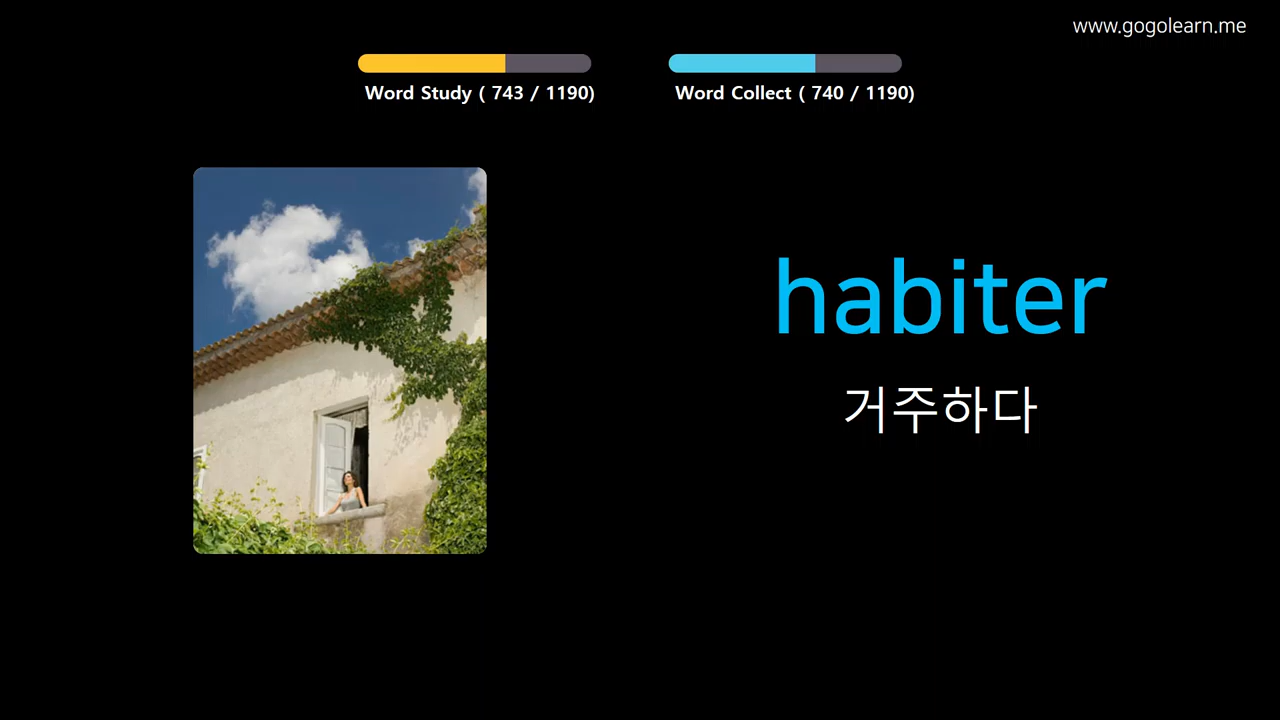 www.gogolearn.me
Word Study ( 743 / 1190)
Word Collect ( 740 / 1190)
habiter
거주하다